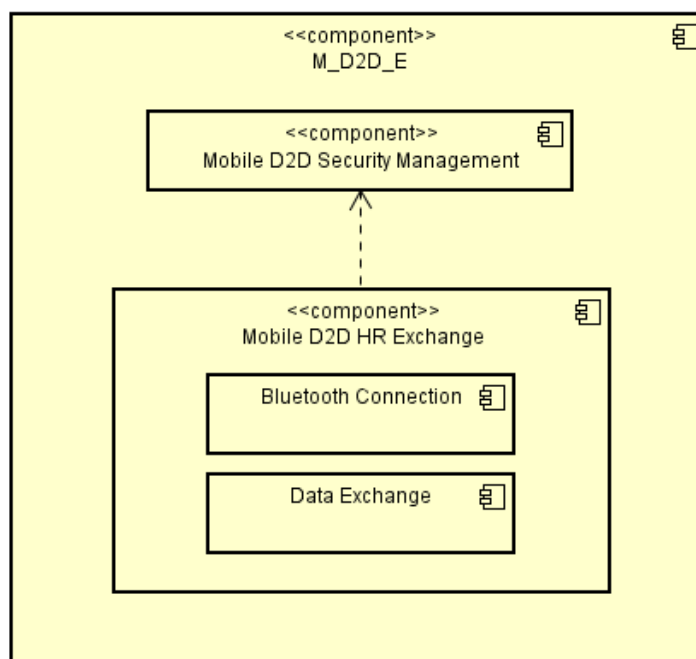 <<component>>
M_D2D_E
<<component>>
Mobile D2D Security Management
<<component>>
Mobile D2D HR Exchange
Bluetooth Connection
Data Exchange